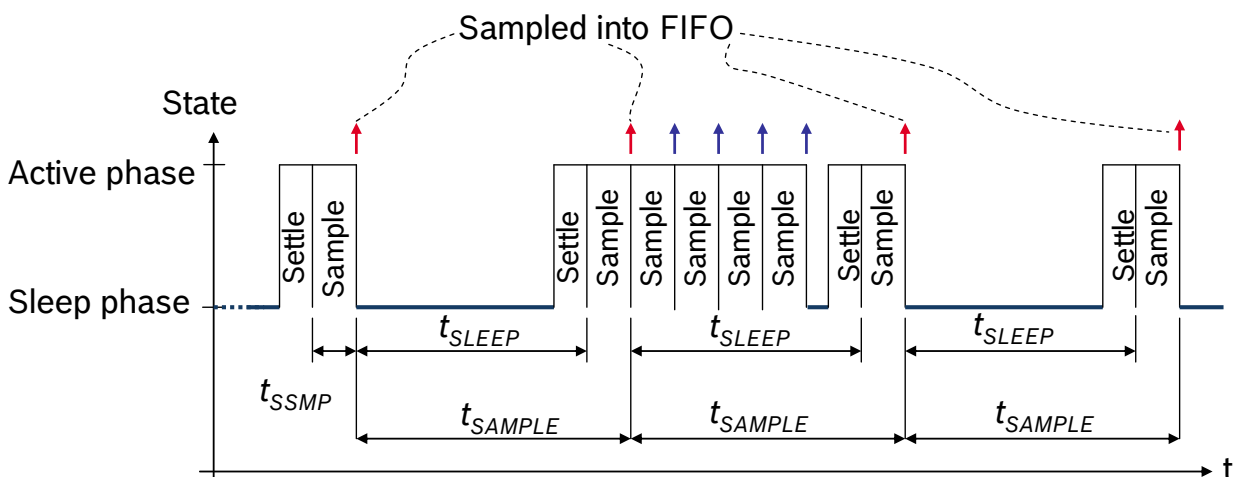 Sampled into FIFO
State
Active phase
Settle
Sample
Settle
Sample
Sample
Sample
Sample
Sample
Settle
Sample
Settle
Sample
Sleep phase
tSLEEP
tSLEEP
tSLEEP
tSSMP
tSAMPLE
tSAMPLE
tSAMPLE
t